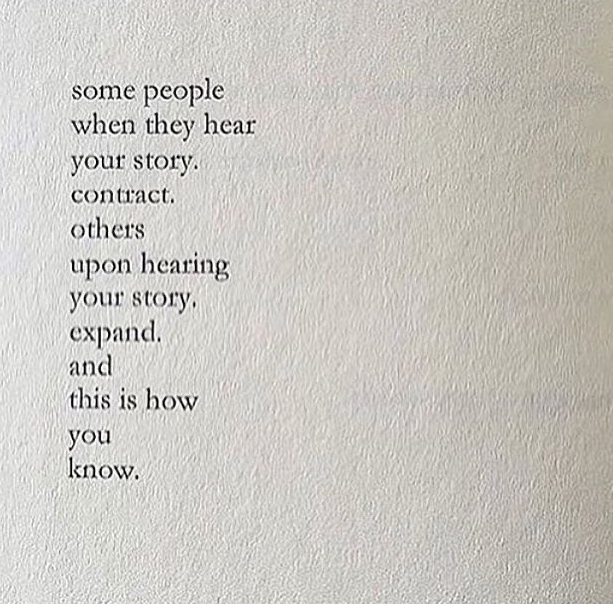 some people
when they hear
your story.
contract.
others
upon hearing
your story.
expand.
and
this is how
you
know.